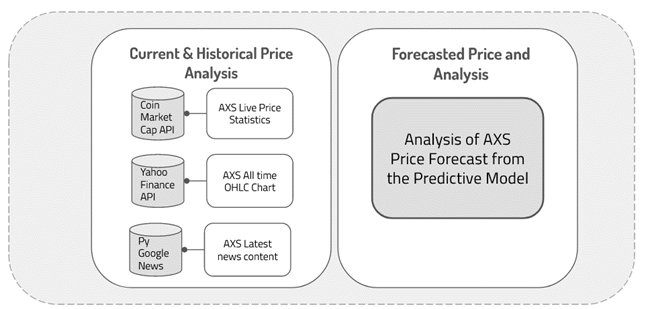 Current & Historical Price
Analysis
Coin
Market
Cap API
AXS Live Price
Statistics
Yahoo
Finance
API
AXS All time
OHLC Chart
Py
Google
News
AXS Latest
news content
Forecasted Price and
Analysis
Analysis of AXS
Price Forecast from
the Predictive Model